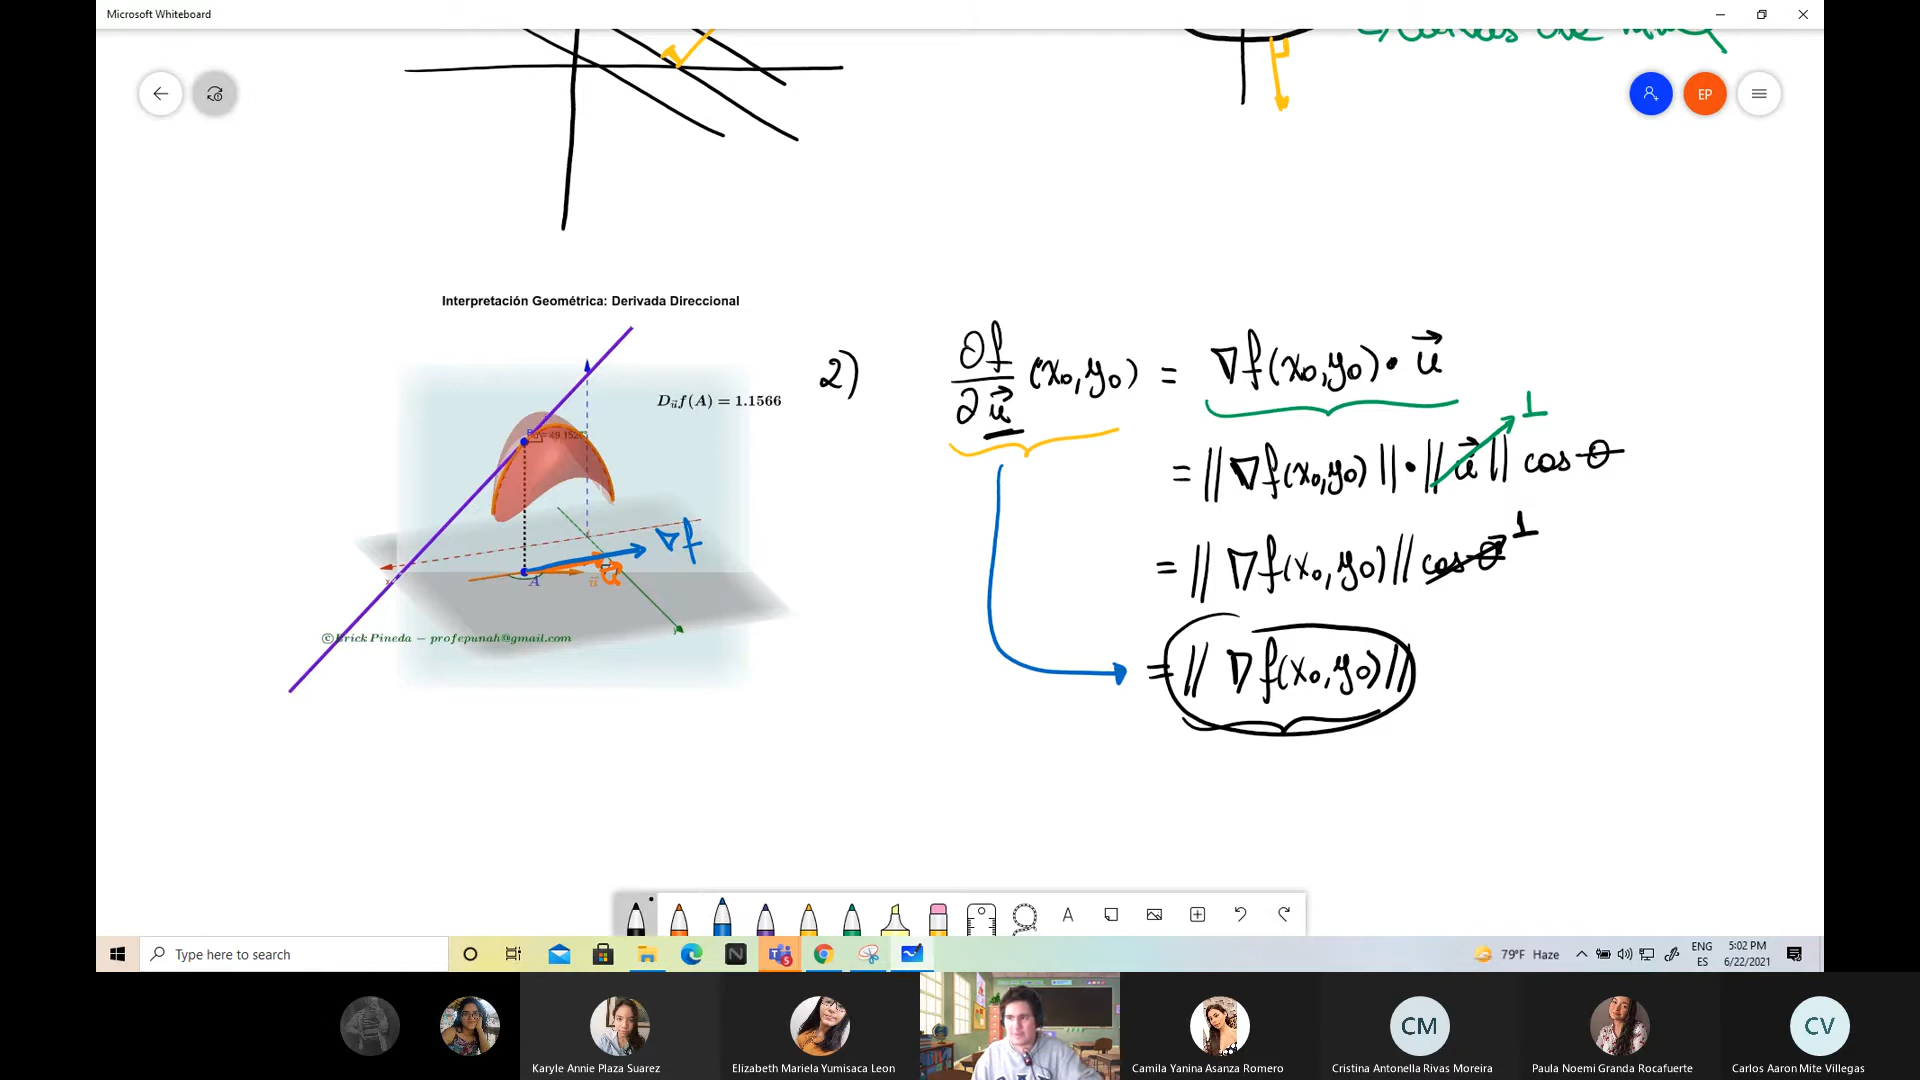 Microsoft Whiteboard
EP
Interpretación Geométrica: Derivada Direccional
D_u⃗ f(A) = 1.1566
∇f
u⃗
A
u⃗
x
y
©Erick Pineda − profepunah@gmail.com
2) ∂f/∂u⃗ (x₀,y₀) = ∇f(x₀,y₀)·u⃗
1
= ||∇f(x₀,y₀)||·||u⃗|| cos θ
1
= ||∇f(x₀,y₀)|| cos θ
= ||∇f(x₀,y₀)||
A
Type here to search
79°F Haze
ENG
ES
5:02 PM
6/22/2021
Karyle Annie Plaza Suarez
Elizabeth Mariela Yumisaca Leon
Camila Yanina Asanza Romero
CM
Cristina Antonella Rivas Moreira
Paula Noemi Granda Rocafuerte
CV
Carlos Aaron Mite Villegas